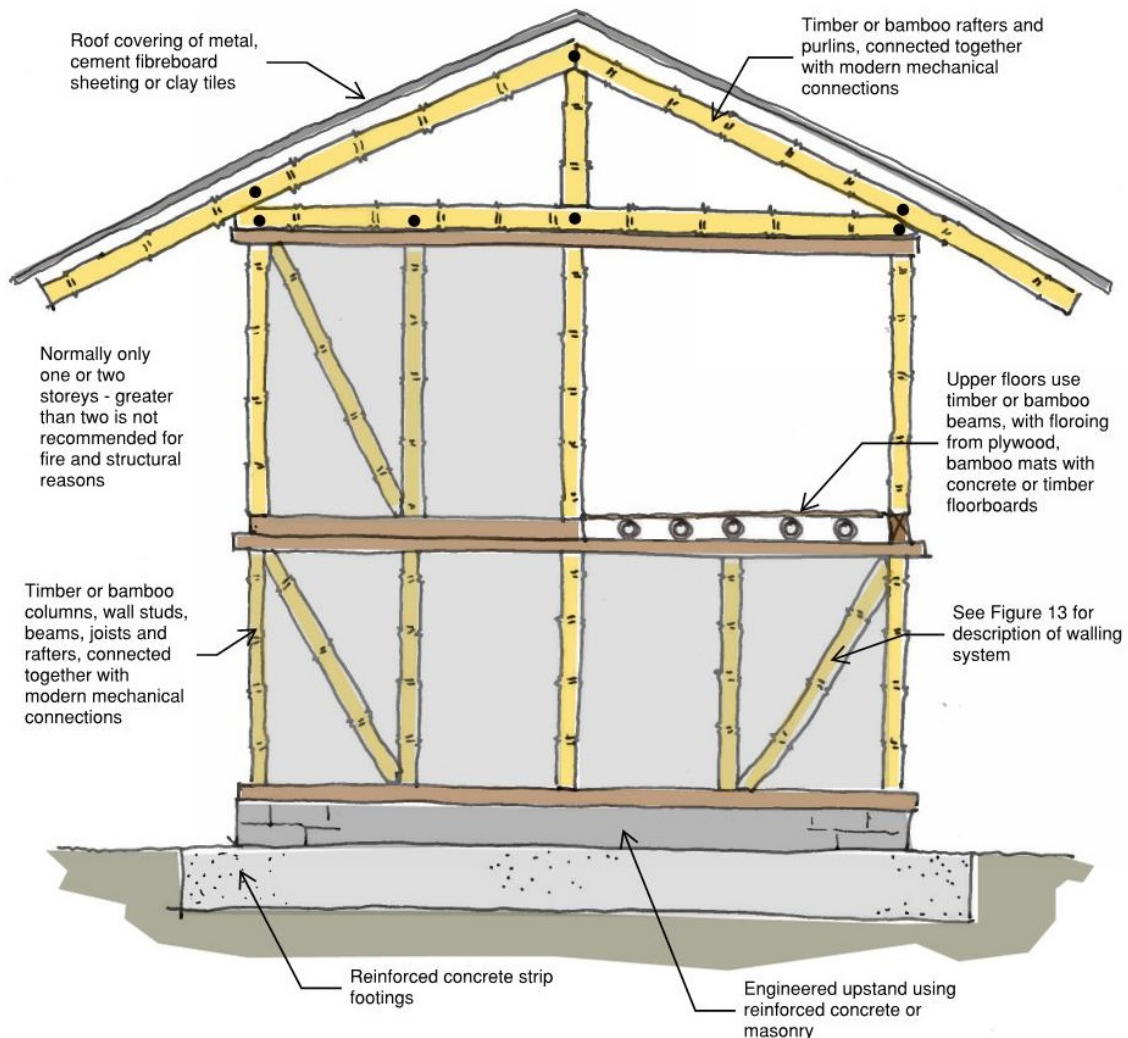 Roof covering of metal,
cement fibreboard
sheeting or clay tiles
Timber or bamboo rafters and
purlins, connected together
with modern mechanical
connections
Normally only
one or two
storeys - greater
than two is not
recommended for
fire and structural
reasons
Upper floors use
timber or bamboo
beams, with floroing
from plywood,
bamboo mats with
concrete or timber
floorboards
Timber or bamboo
columns, wall studs,
beams, joists and
rafters, connected
together with
modern mechanical
connections
See Figure 13 for
description of walling
system
Reinforced concrete strip
footings
Engineered upstand using
reinforced concrete or
masonry